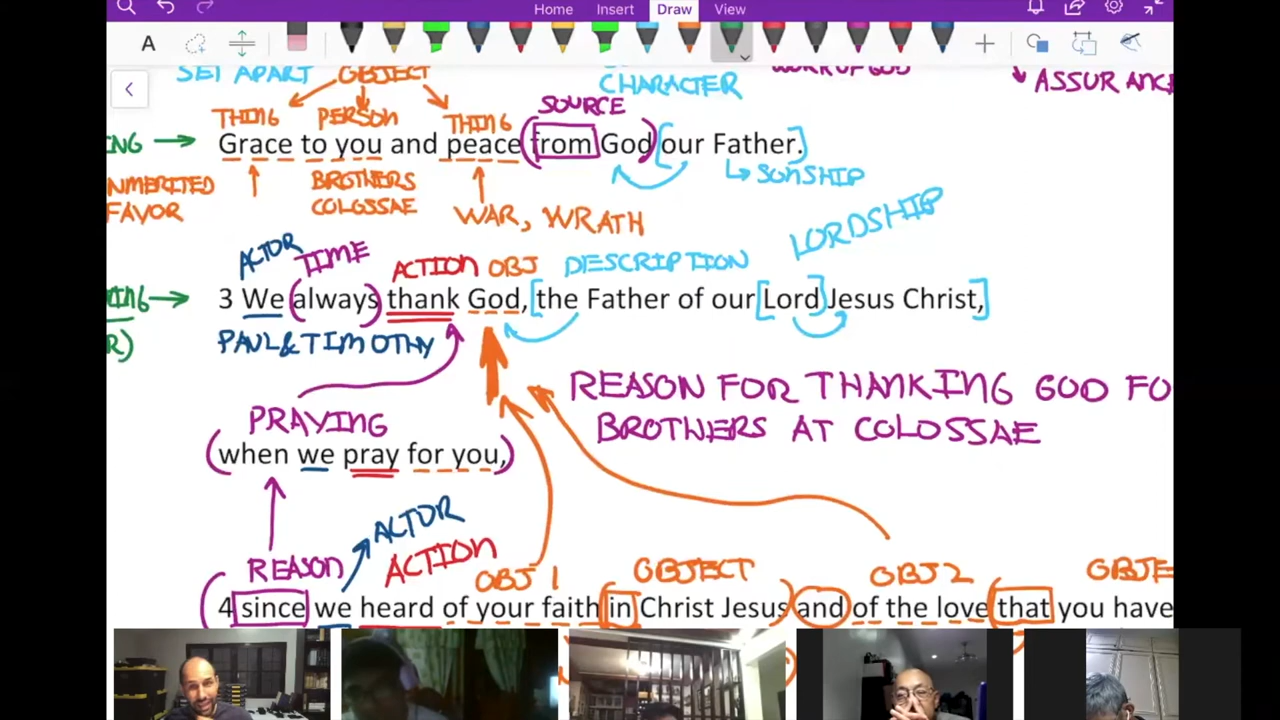 Home Insert Draw View
A
SET APART OBJECT CHARACTER
ASSURANCE
THING PERSON THING SOURCE
ING → Grace to you and peace (from God) [our Father.]
NMERITED FAVOR
BROTHERS COLOSSAE
WAR, WRATH
↳ SONSHIP
ACTOR TIME ACTION OBJ DESCRIPTION LORDSHIP
→ 3 We (always) thank God, [the Father of our [Lord] Jesus Christ,]
R)
PAUL & TIMOTHY
REASON FOR THANKING GOD FO
BROTHERS AT COLOSSAE
PRAYING
(when we pray for you,)
ACTOR
REASON ACTION OBJ 1 OBJECT OBJ 2 OBJE
(4 since we heard of your faith in Christ Jesus) and of the love (that you have